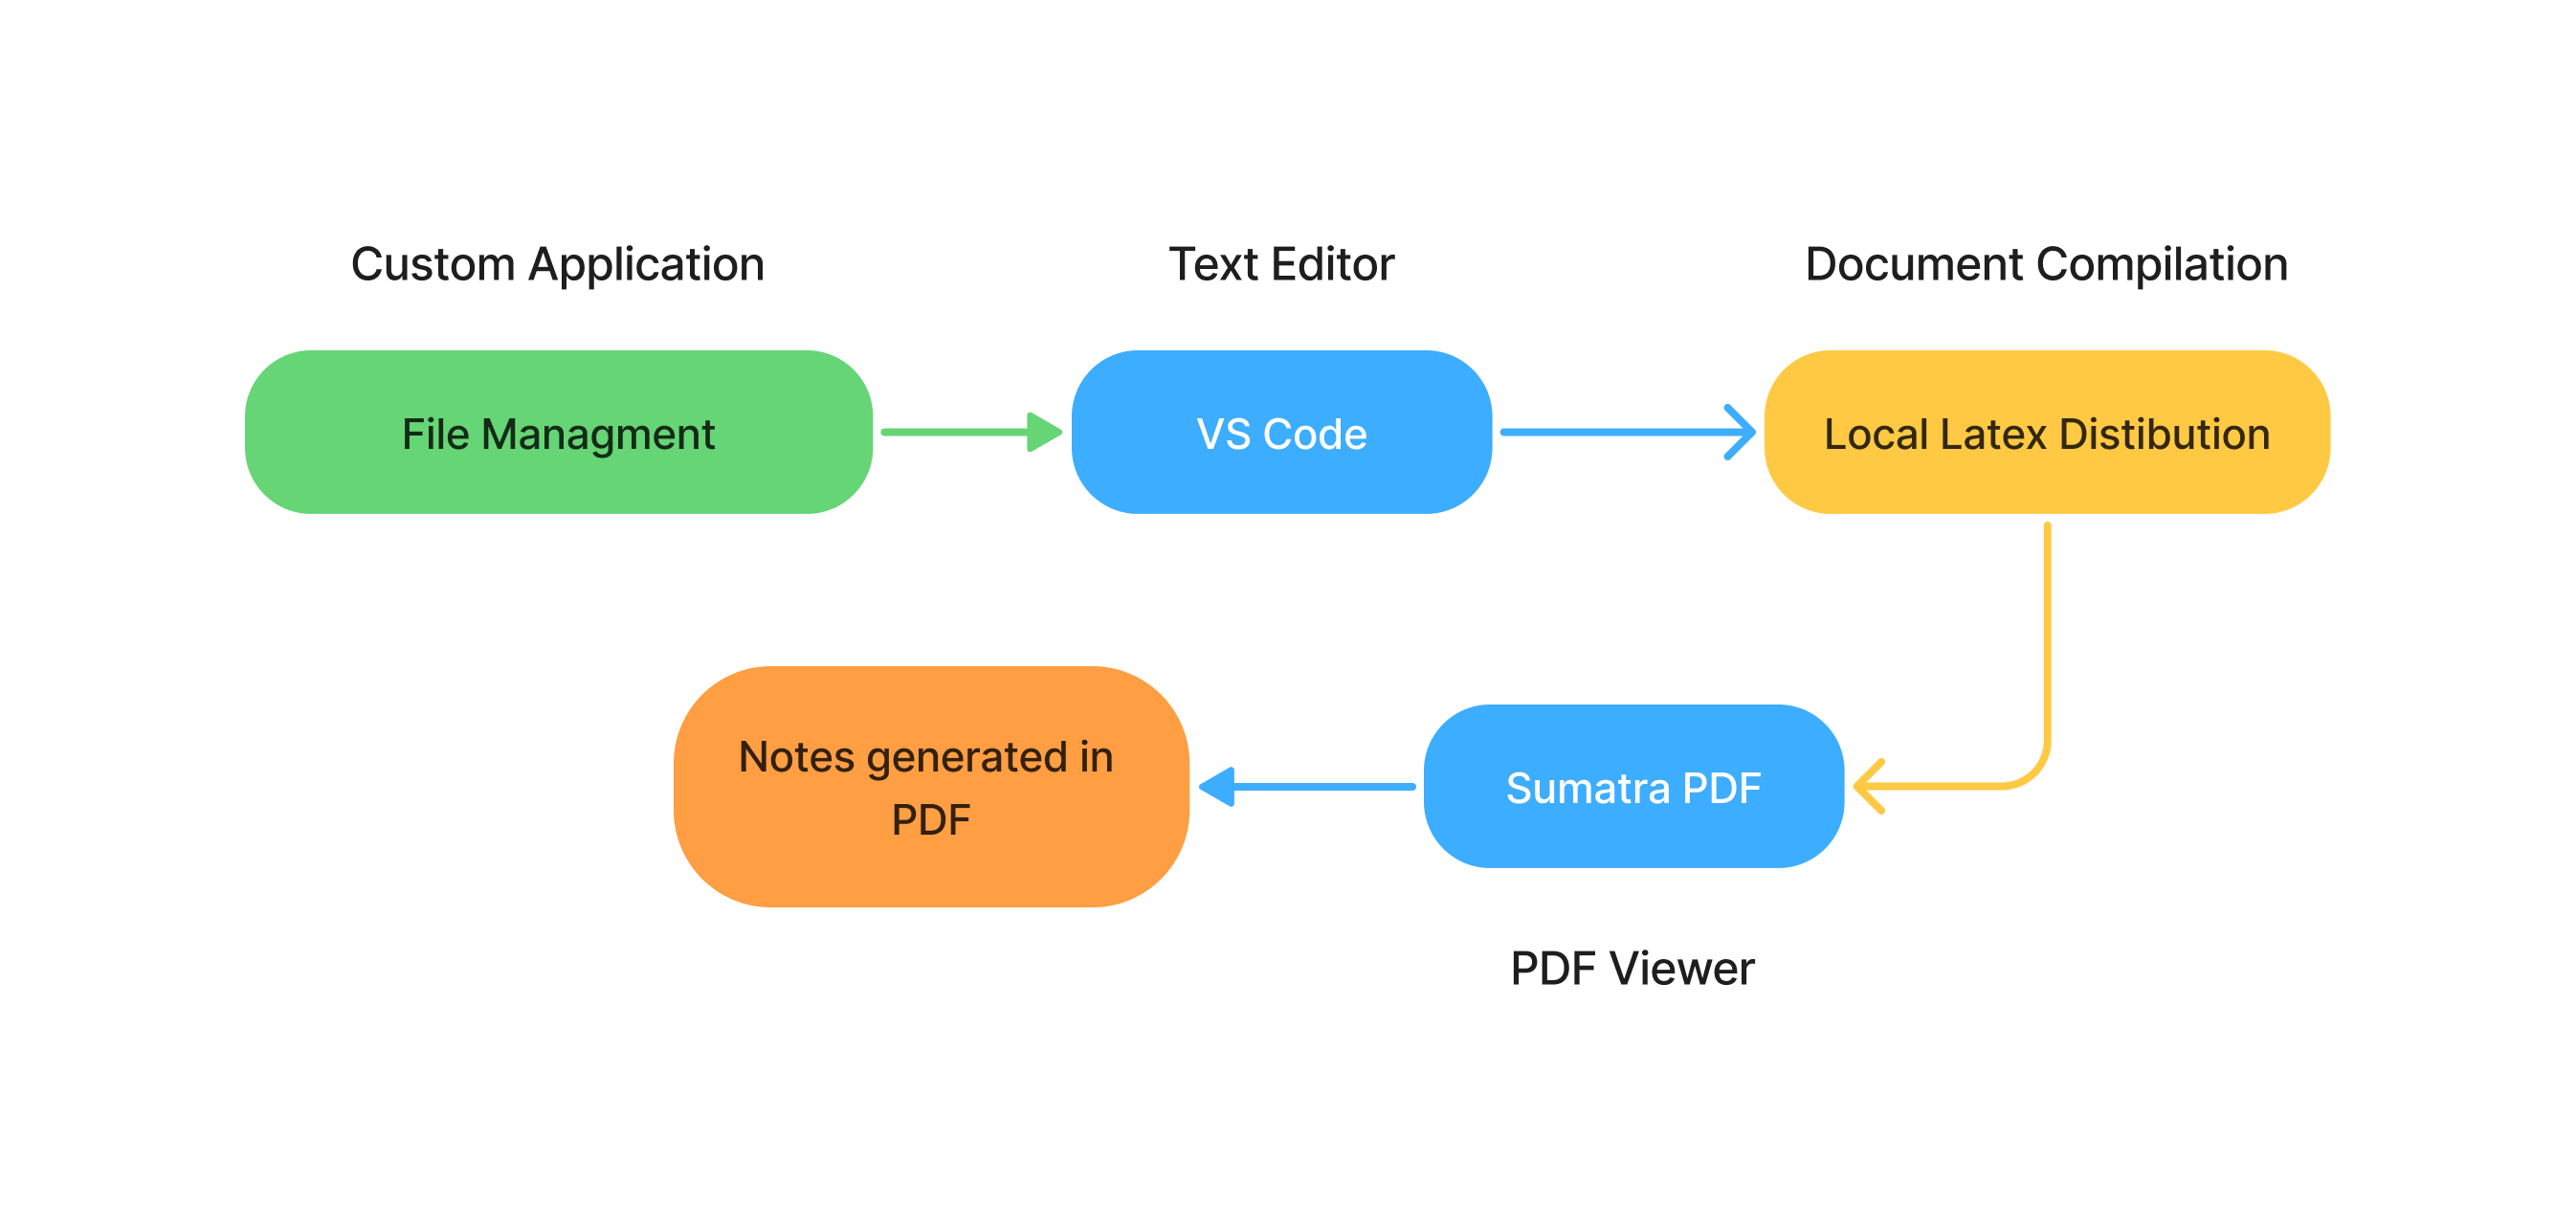 Custom Application
Text Editor
Document Compilation
File Managment
VS Code
Local Latex Distibution
Notes generated in
PDF
Sumatra PDF
PDF Viewer